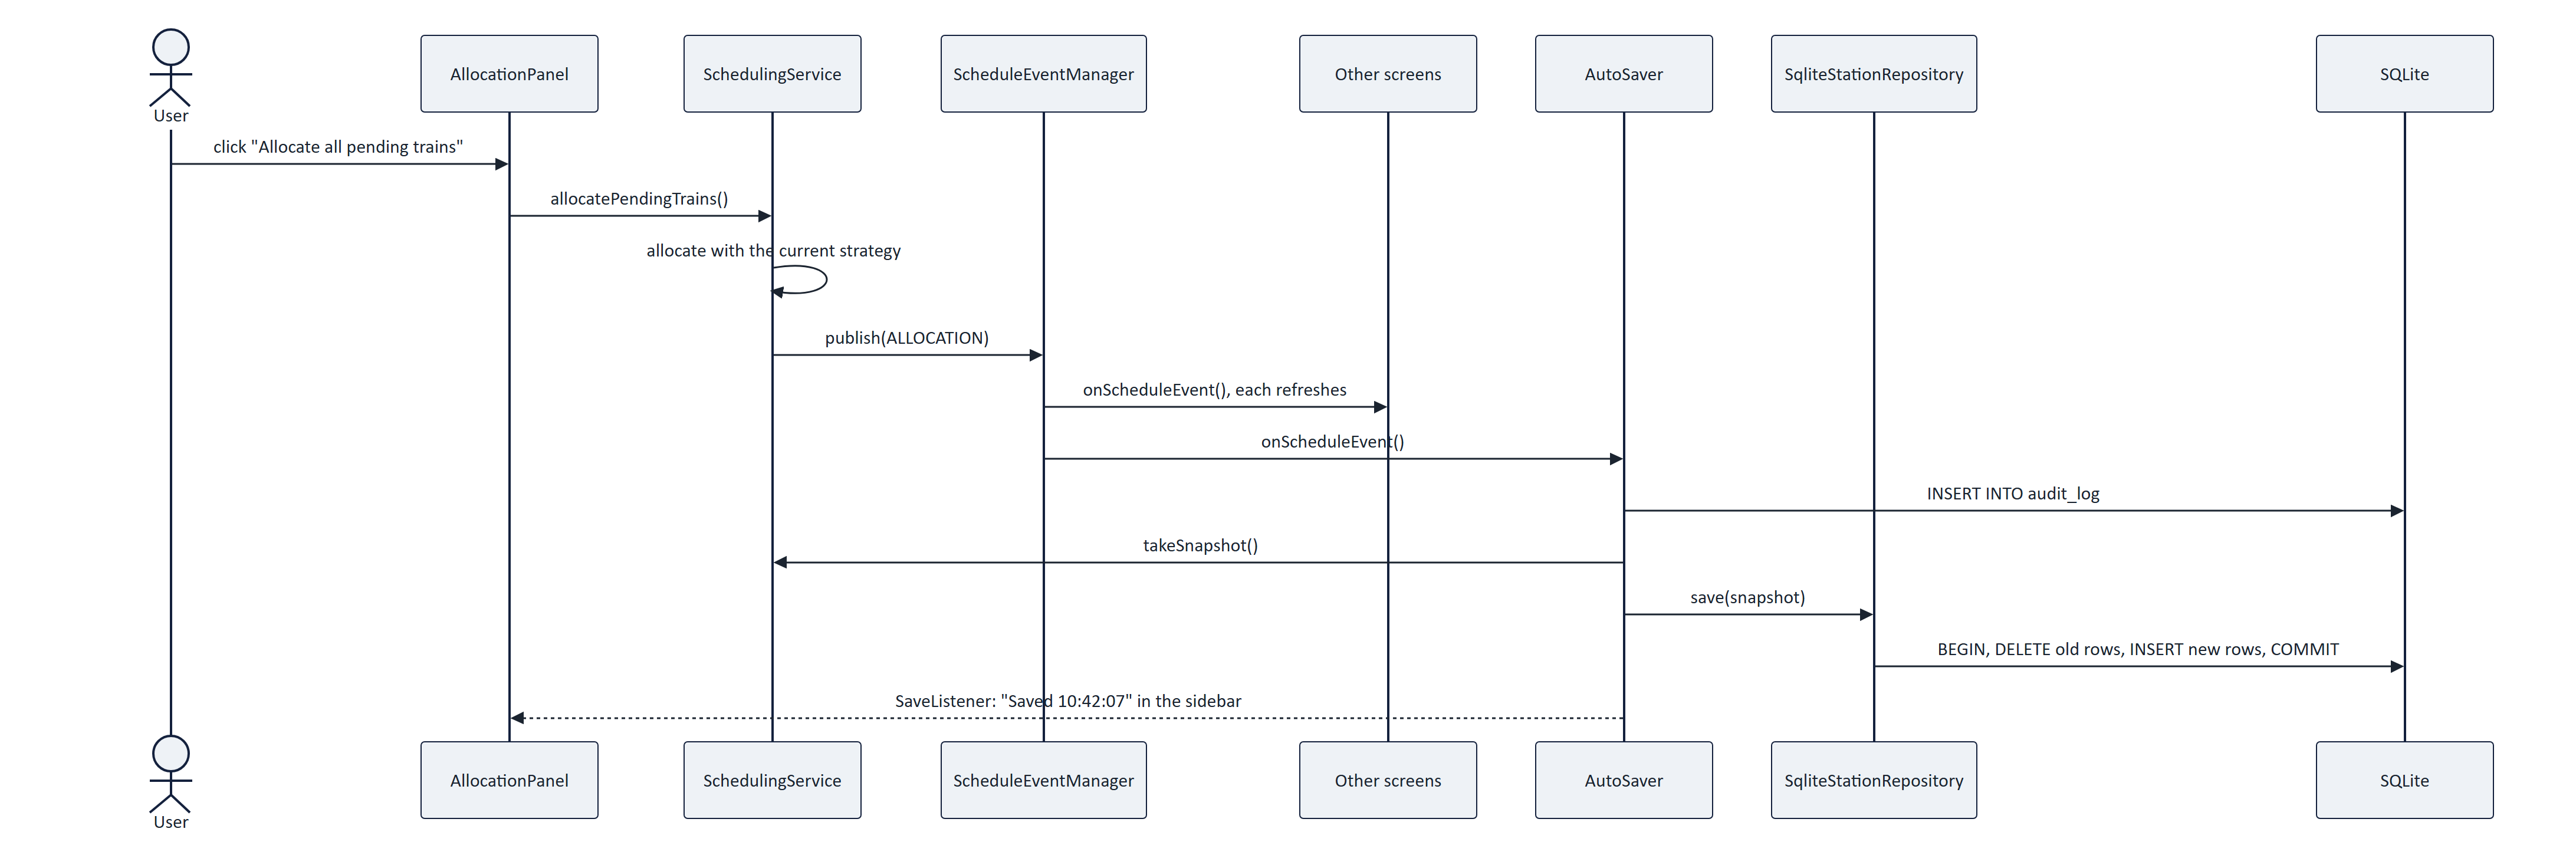 User
AllocationPanel
SchedulingService
ScheduleEventManager
Other screens
AutoSaver
SqliteStationRepository
SQLite
click "Allocate all pending trains"
allocatePendingTrains()
allocate with the current strategy
publish(ALLOCATION)
onScheduleEvent(), each refreshes
onScheduleEvent()
INSERT INTO audit_log
takeSnapshot()
save(snapshot)
BEGIN, DELETE old rows, INSERT new rows, COMMIT
SaveListener: "Saved 10:42:07" in the sidebar
User
AllocationPanel
SchedulingService
ScheduleEventManager
Other screens
AutoSaver
SqliteStationRepository
SQLite